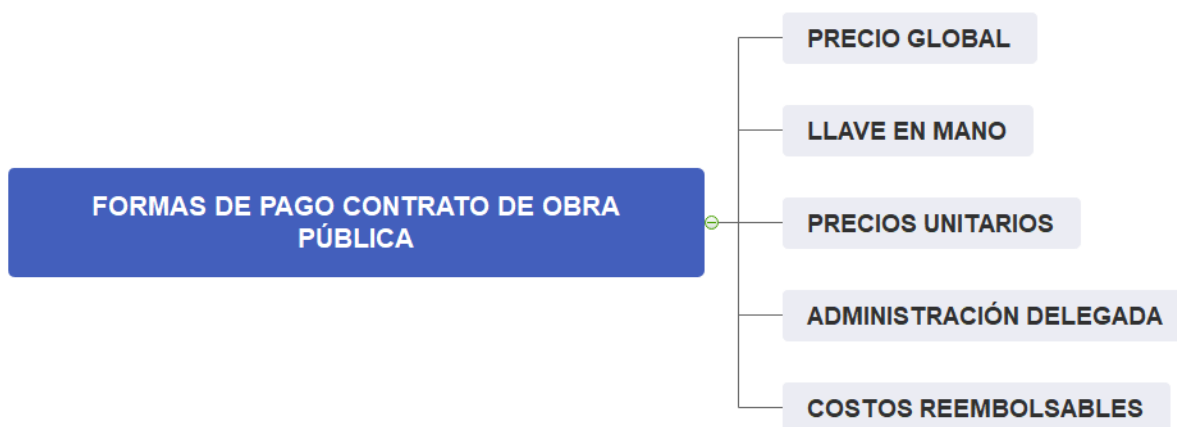 FORMAS DE PAGO CONTRATO DE OBRA
PÚBLICA
PRECIO GLOBAL
LLAVE EN MANO
PRECIOS UNITARIOS
ADMINISTRACIÓN DELEGADA
COSTOS REEMBOLSABLES